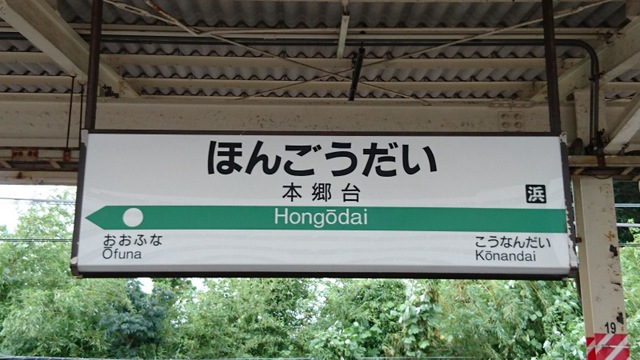 ほんごうだい
本郷台
浜
Hongōdai
おおふな
Ōfuna
こうなんだい
Kōnandai
19